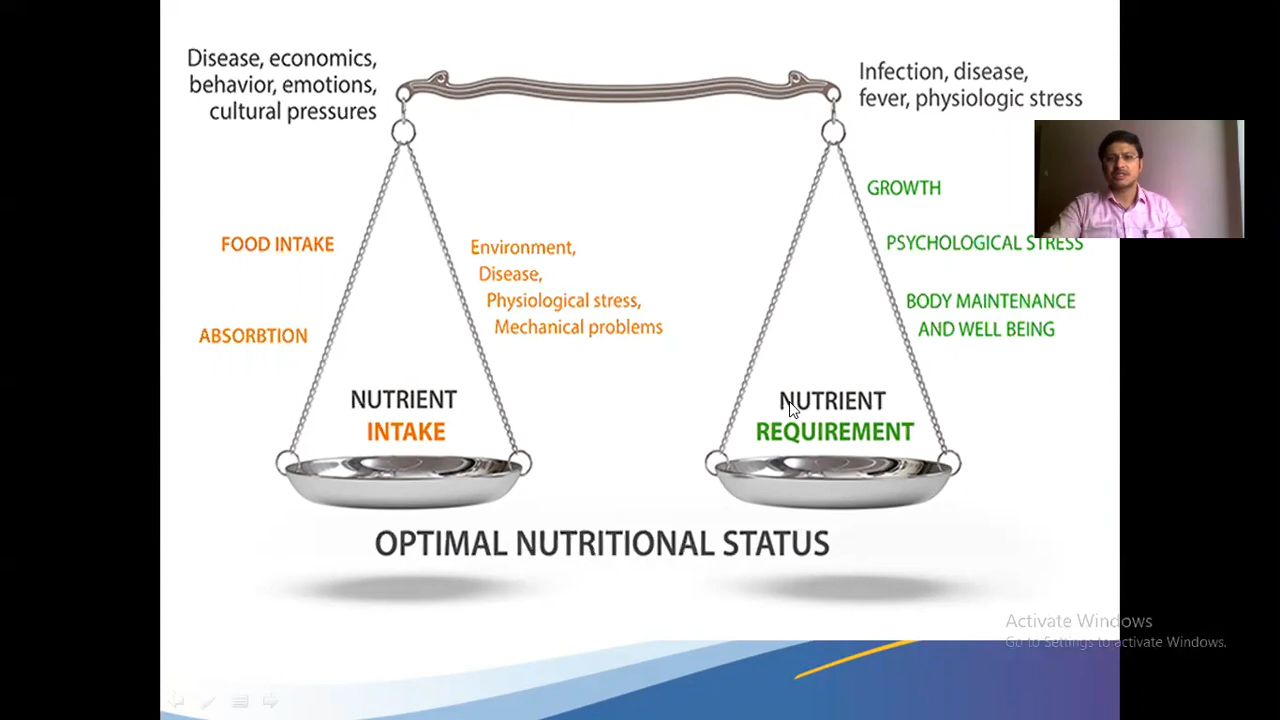 Disease, economics,
behavior, emotions,
cultural pressures
Infection, disease,
fever, physiologic stress
GROWTH
FOOD INTAKE
Environment,
Disease,
Physiological stress,
Mechanical problems
PSYCHOLOGICAL STRESS
ABSORBTION
BODY MAINTENANCE
AND WELL BEING
NUTRIENT
INTAKE
NUTRIENT
REQUIREMENT
OPTIMAL NUTRITIONAL STATUS
Activate Windows
Go to Settings to activate Windows.